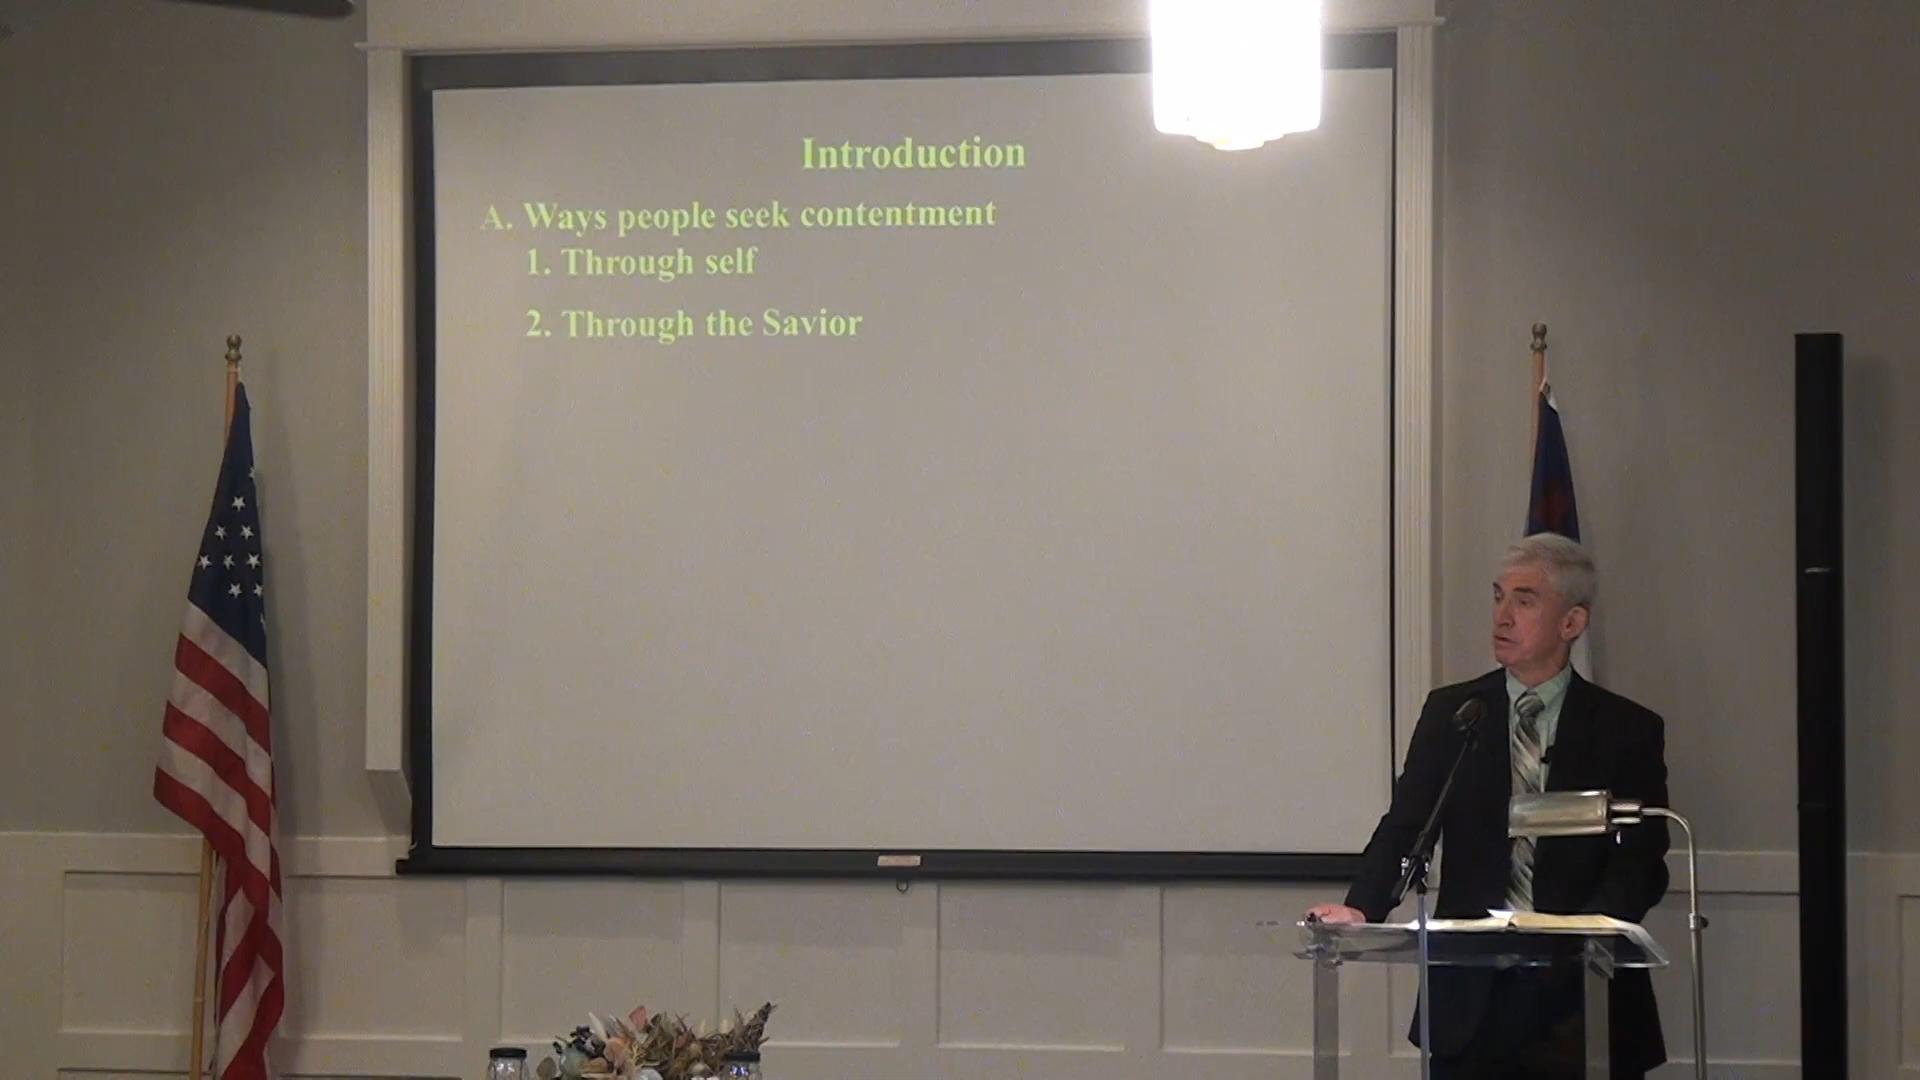 Introduction
A. Ways people seek contentment
1. Through self
2. Through the Savior